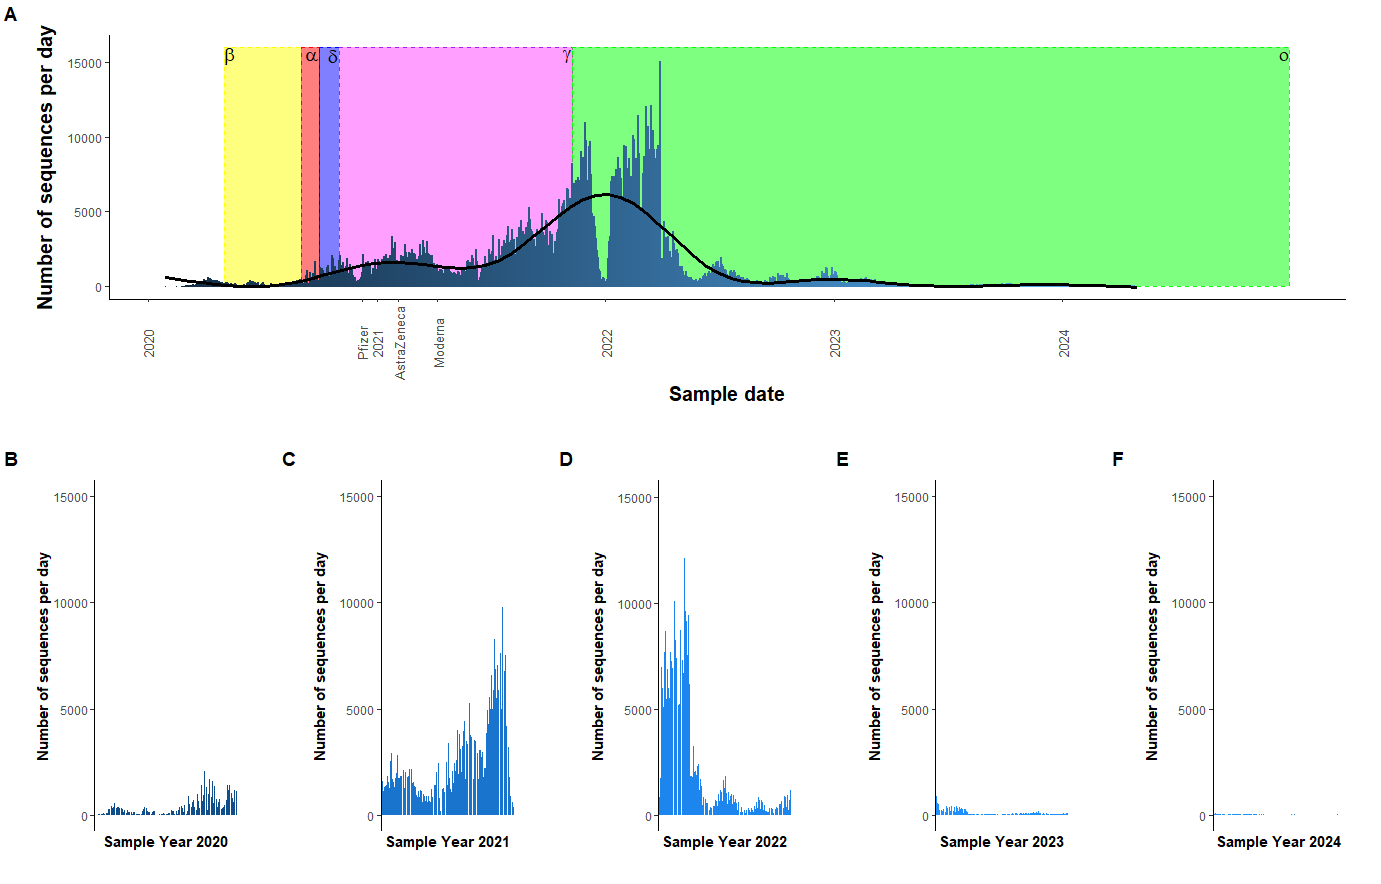 A
Number of sequences per day
15000
10000
5000
0
β
α
δ
γ
ο
2020
Pfizer
2021
AstraZeneca
Moderna
2022
2023
2024
Sample date
B
Number of sequences per day
15000
10000
5000
0
Sample Year 2020
C
Number of sequences per day
15000
10000
5000
0
Sample Year 2021
D
Number of sequences per day
15000
10000
5000
0
Sample Year 2022
E
Number of sequences per day
15000
10000
5000
0
Sample Year 2023
F
Number of sequences per day
15000
10000
5000
0
Sample Year 2024